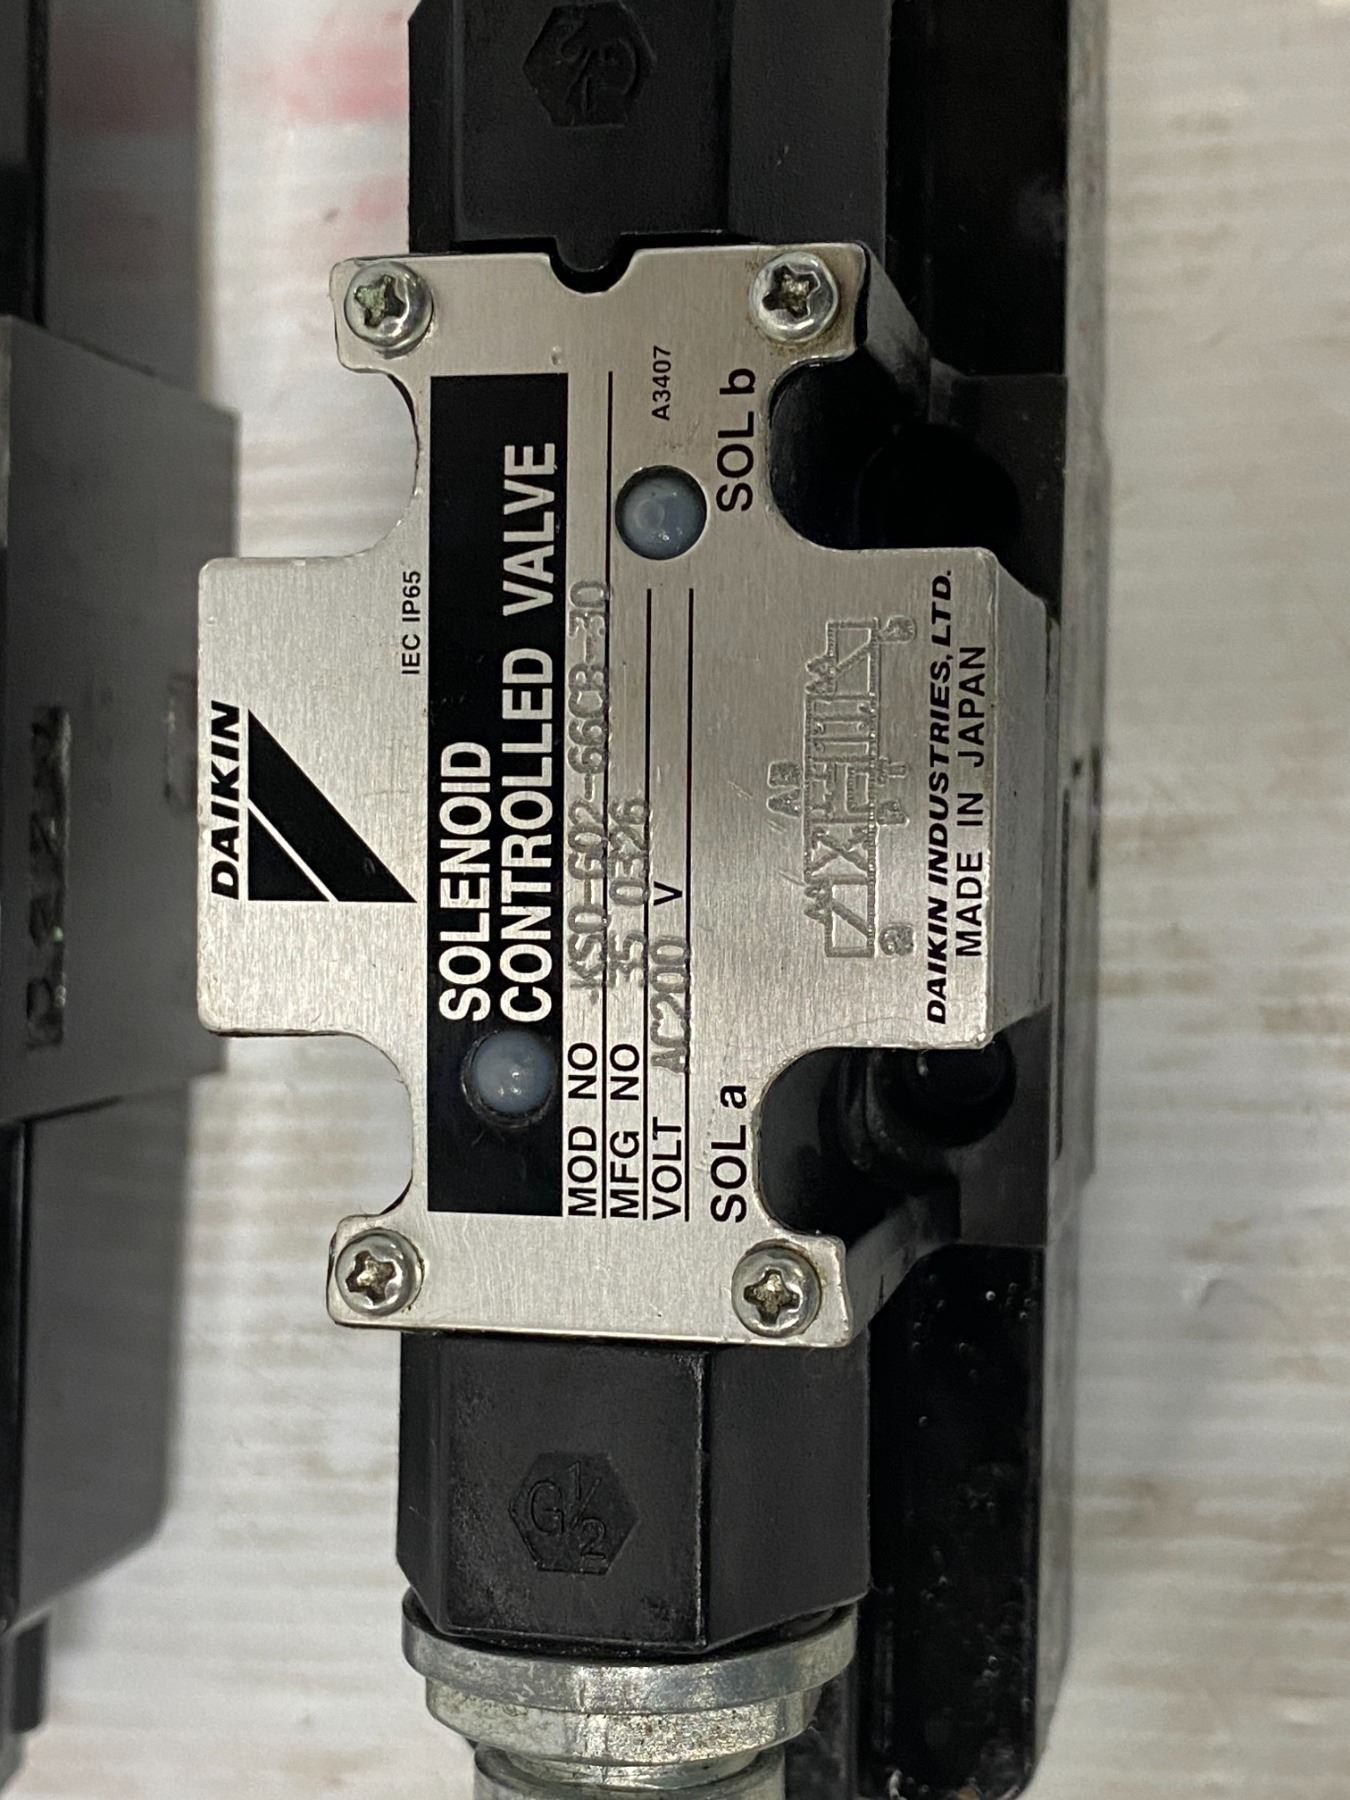 DAIKIN
IEC IP65
SOLENOID
CONTROLLED VALVE
MOD NO KSO-G02-66CB-30
MFG NO 35 0326
VOLT AC200 V
A3407
SOL a
SOL b
AB
a
P T
b
DAIKIN INDUSTRIES, LTD.
MADE IN JAPAN
G1/2